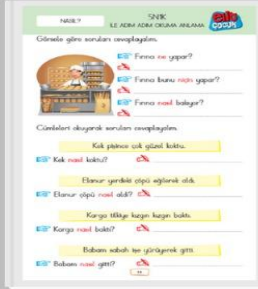 NASIL?
5N1K
İLE ADIM ADIM OKUMA ANLAMA
ÇOCUK
Görsele göre soruları cevaplayalım.
Fırıncı ne yapar?
Fırıncı bunu niçin yapar?
Fırıncı nasıl bakıyor?
Cümleleri okuyarak soruları cevaplayalım.
Kek pişince çok güzel koktu.
Kek nasıl koktu?
Elanur yerdeki çöpü eğilerek aldı.
Elanur çöpü nasıl aldı?
Karga tilkiye kızgın kızgın baktı.
Karga nasıl baktı?
Babam sabah işe yürüyerek gitti.
Babam nasıl gitti?